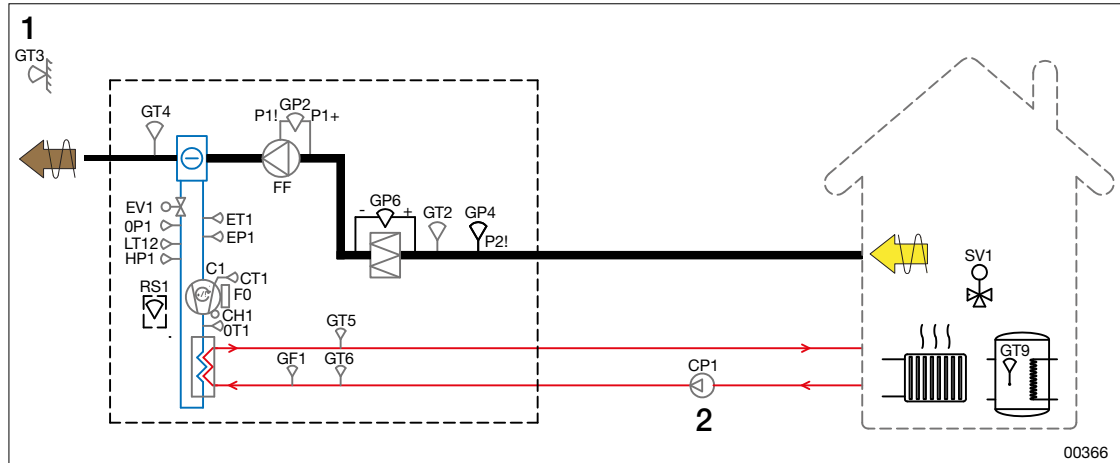 1
GT3
GT4
P1!
GP2
P1+
FF
EV1
0P1
LT12
HP1
ET1
EP1
C1
CT1
F0
RS1
CH1
0T1
-
GP6
+
GT2
GP4
P2!
GT5
GF1
GT6
CP1
2
SV1
GT9
00366